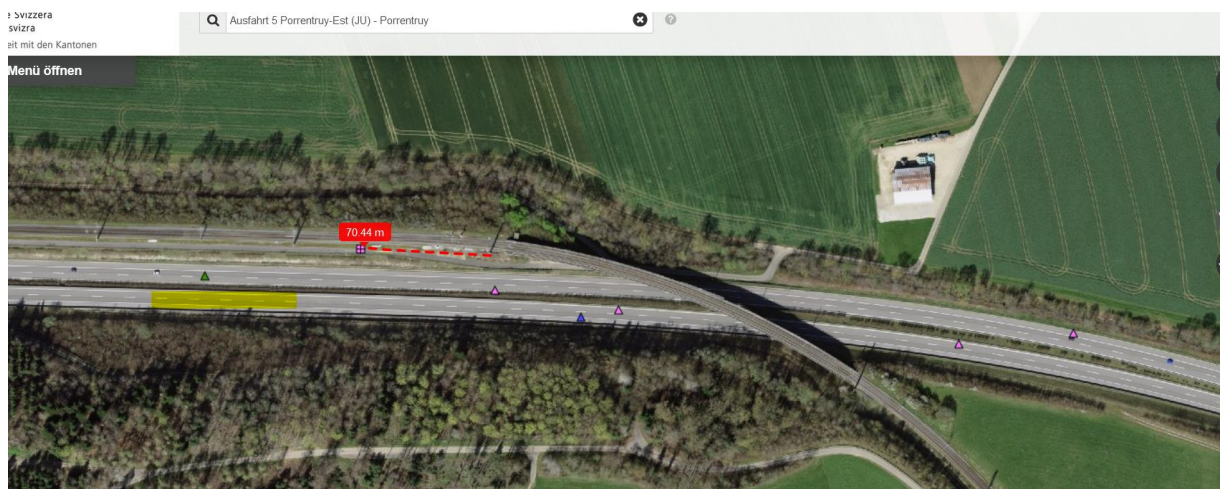 e Svizzera
svizra
eit mit den Kantonen
Ausfahrt 5 Porrentruy-Est (JU) - Porrentruy
?
Menü öffnen
70.44 m